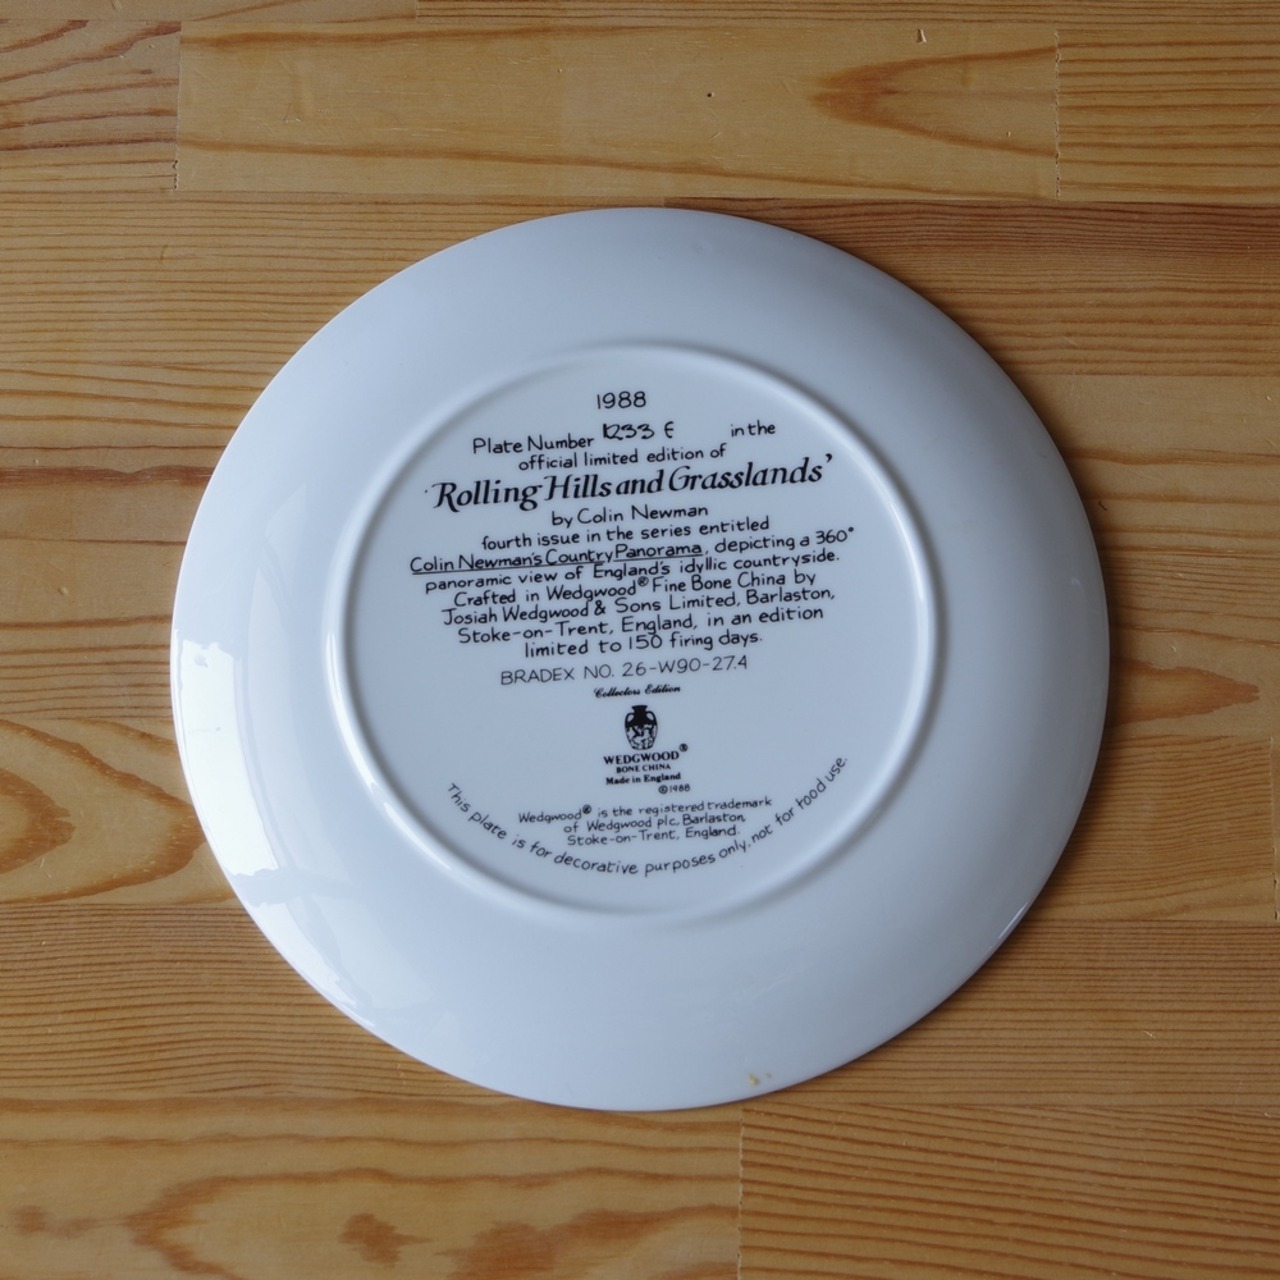 1988
Plate Number 1233 E in the
official limited edition of
'Rolling Hills and Grasslands'
by Colin Newman
fourth issue in the series entitled
Colin Newman's Country Panorama, depicting a 360°
panoramic view of England's idyllic countryside.
Crafted in Wedgwood® Fine Bone China by
Josiah Wedgwood & Sons Limited, Barlaston,
Stoke-on-Trent, England, in an edition
limited to 150 firing days.
BRADEX NO. 26-W90-27.4
Collectors Edition
WEDGWOOD®
BONE CHINA
Made in England
©1988
Wedgwood® is the registered trademark
of Wedgwood plc, Barlaston,
Stoke-on-Trent, England.
This plate is for decorative purposes only, not for food use.